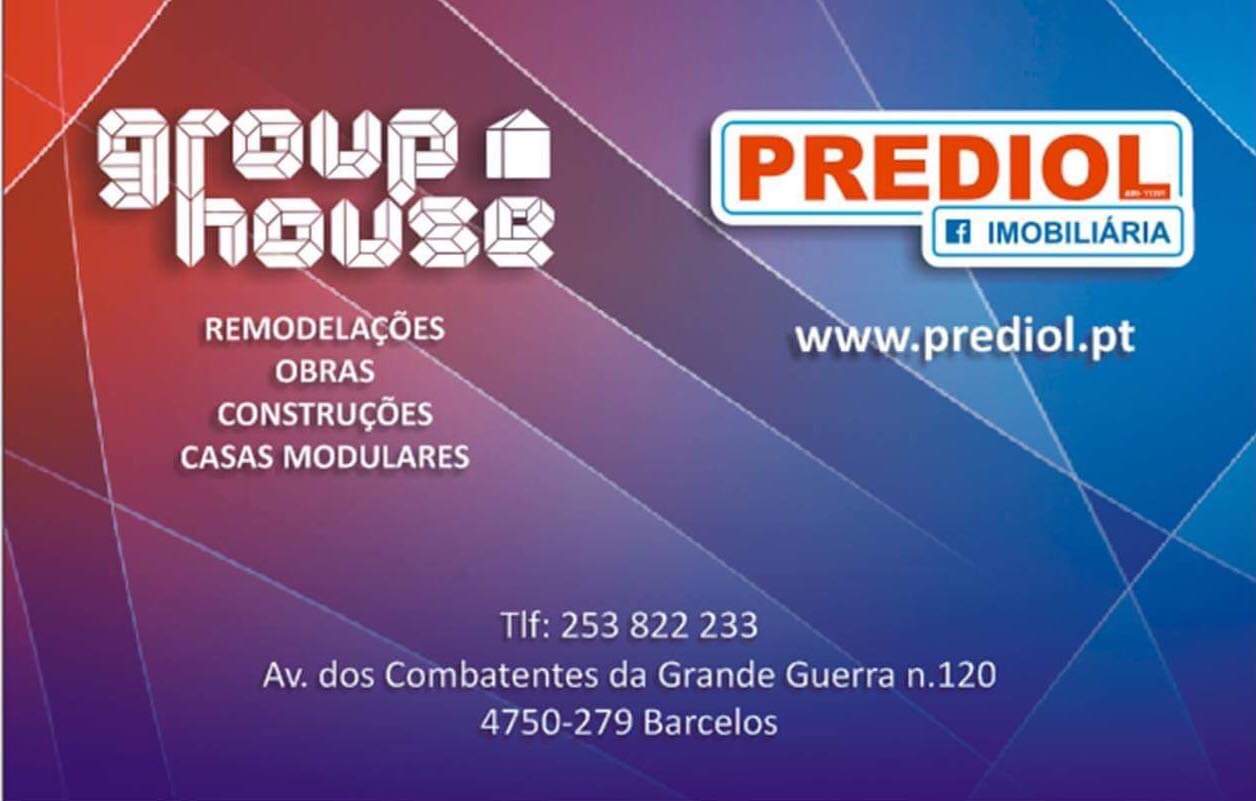 group
house
REMODELAÇÕES
OBRAS
CONSTRUÇÕES
CASAS MODULARES
PREDIOL
IMOBILIÁRIA
www.prediol.pt
Tlf: 253 822 233
Av. dos Combatentes da Grande Guerra n.120
4750-279 Barcelos